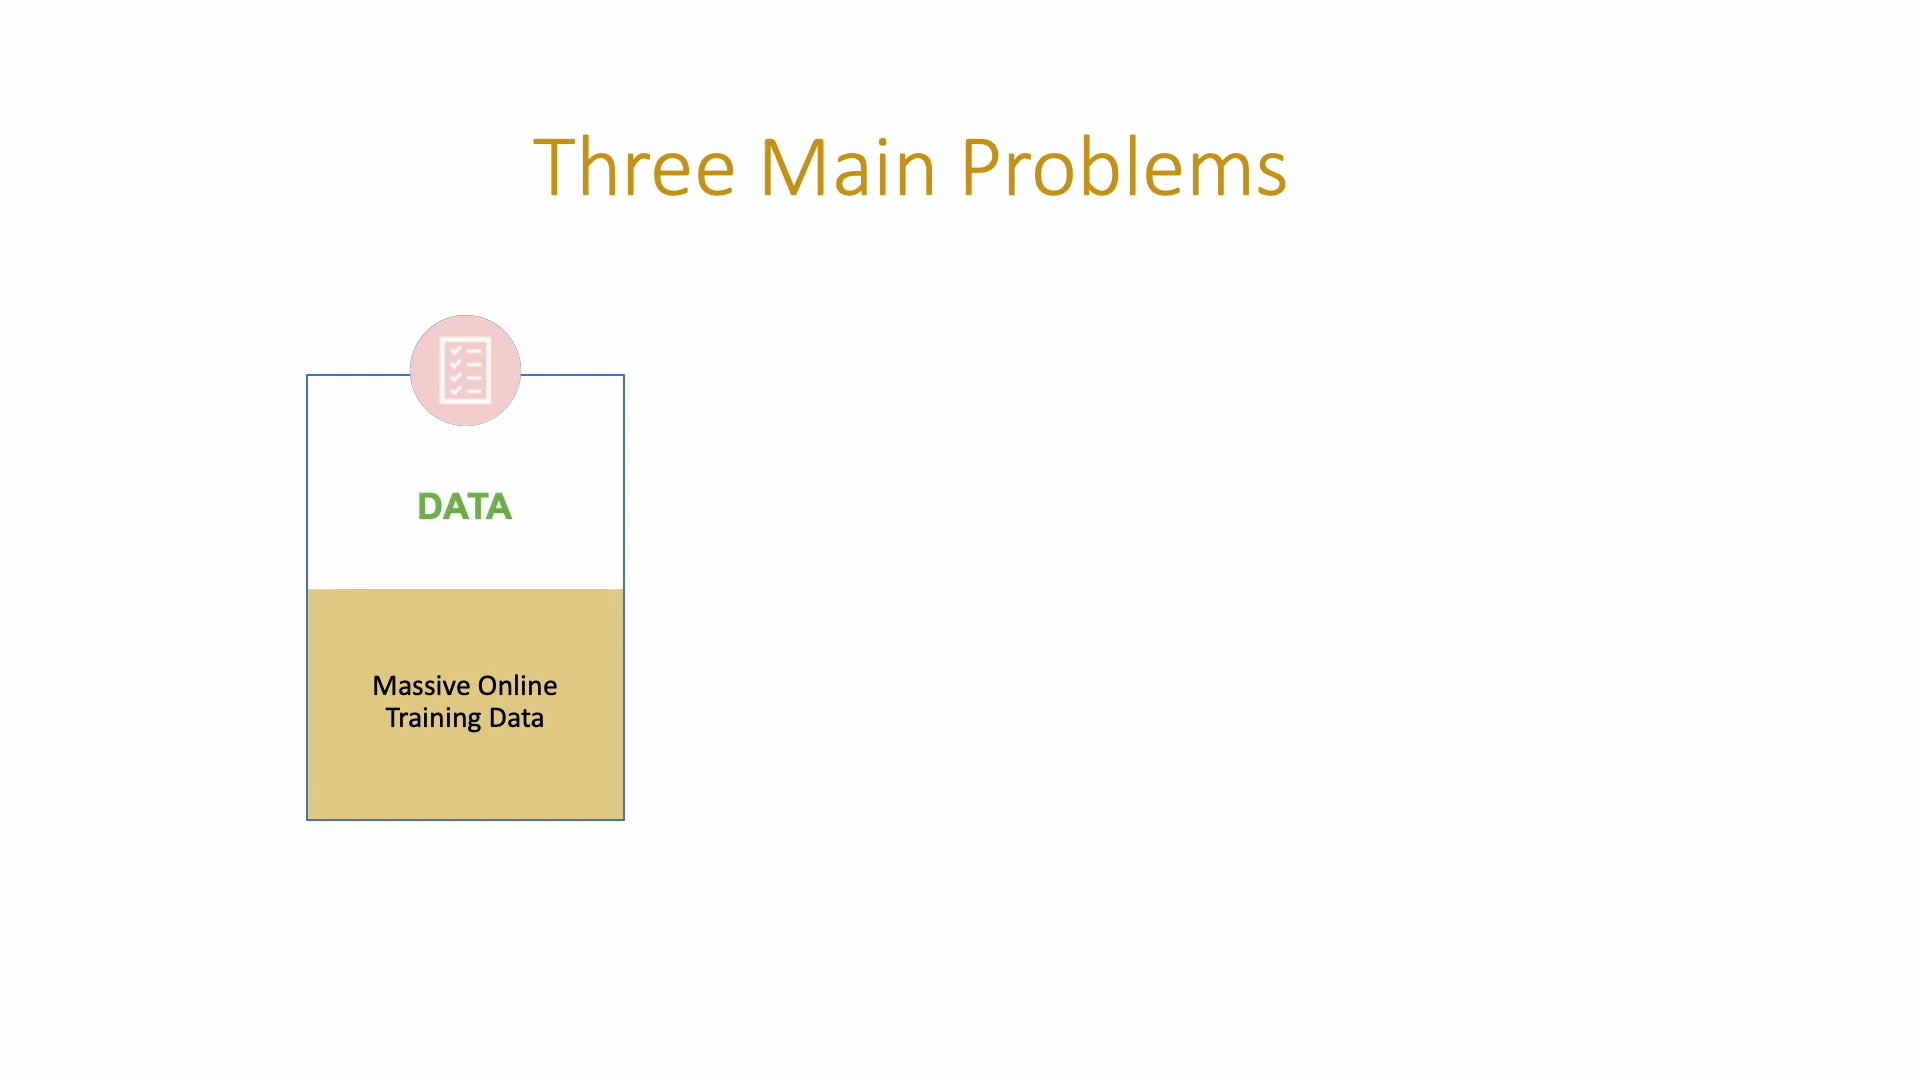 Three Main Problems
DATA
Massive Online
Training Data